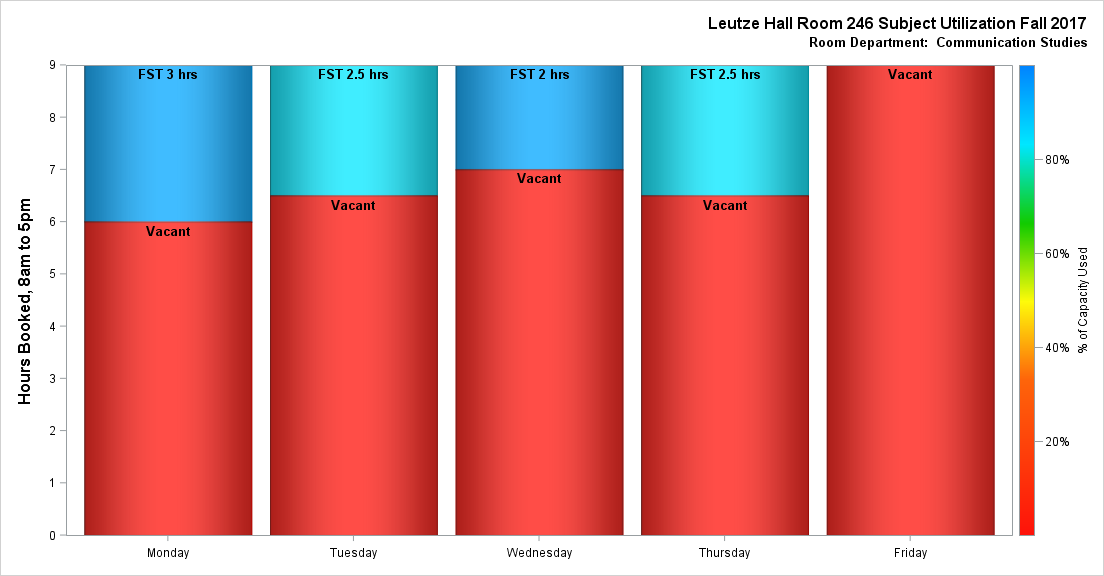 Leutze Hall Room 246 Subject Utilization Fall 2017
Room Department:  Communication Studies
Hours Booked, 8am to 5pm
9
8
7
6
5
4
3
2
1
0
FST 3 hrs
Vacant
FST 2.5 hrs
Vacant
FST 2 hrs
Vacant
FST 2.5 hrs
Vacant
Vacant
Monday
Tuesday
Wednesday
Thursday
Friday
80%
60%
40%
20%
% of Capacity Used